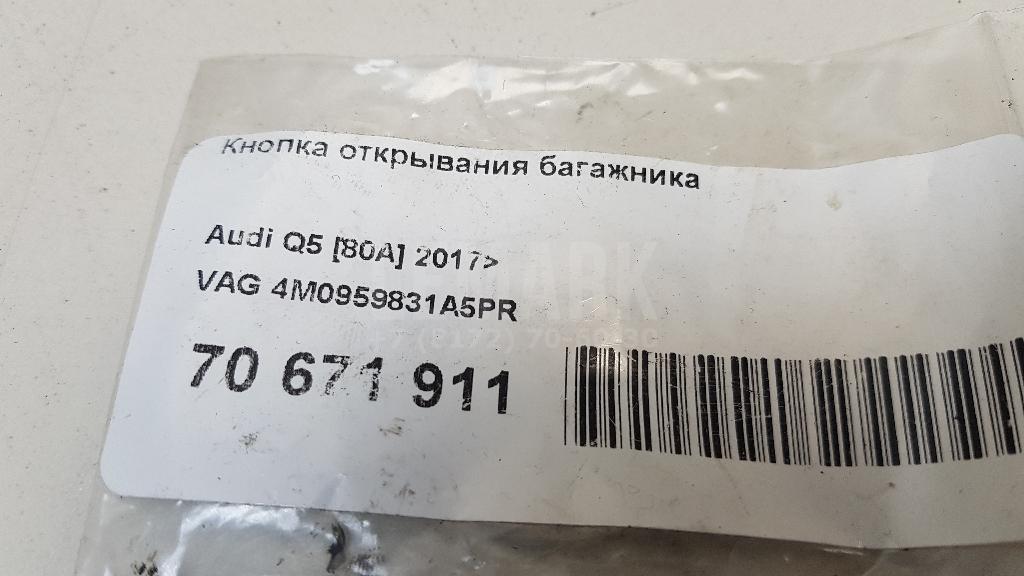 Кнопка открывания багажника
Audi Q5 [80A] 2017>
VAG 4M0959831A5PR
70 671 911